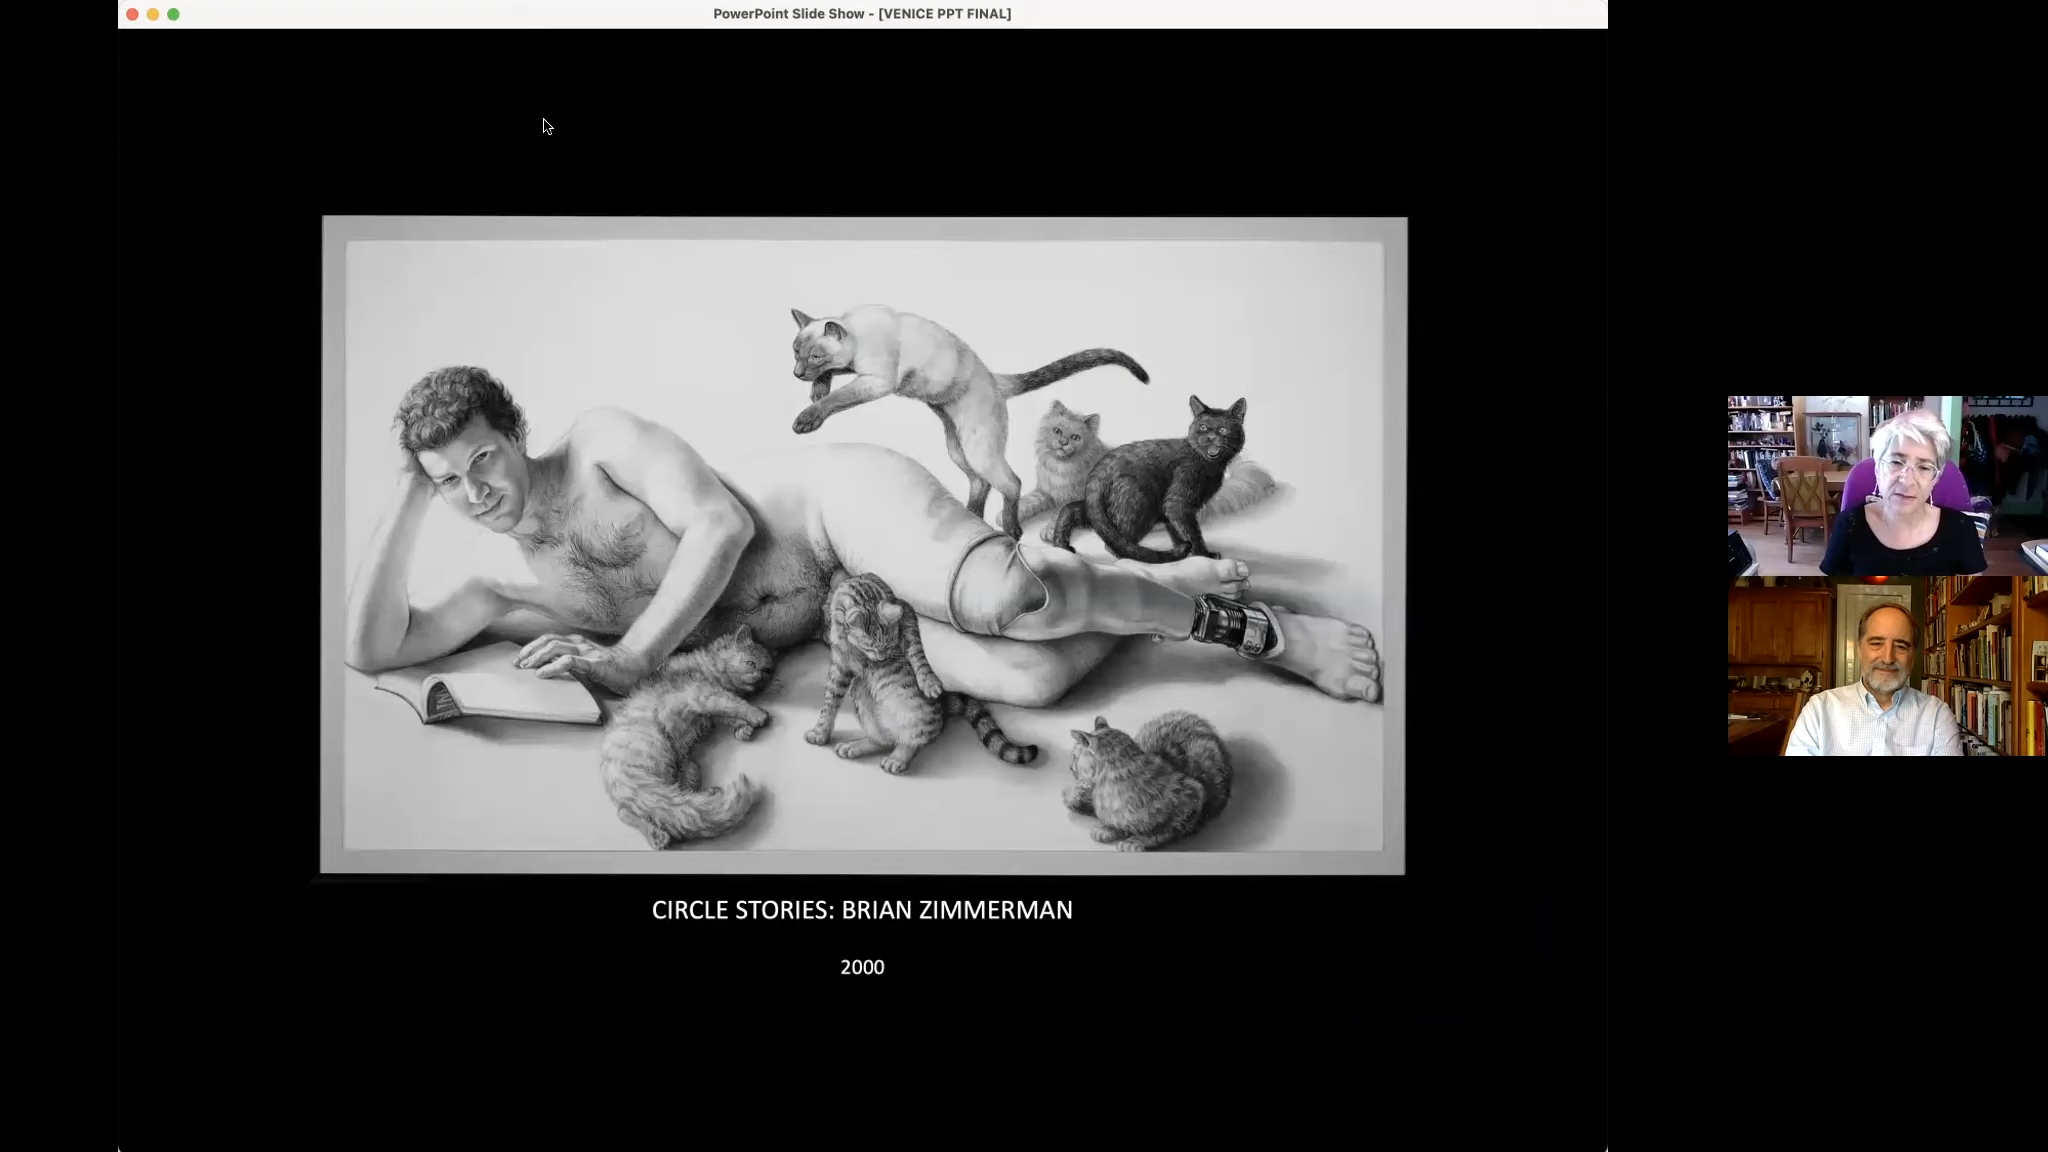 PowerPoint Slide Show - [VENICE PPT FINAL]
CIRCLE STORIES: BRIAN ZIMMERMAN
2000